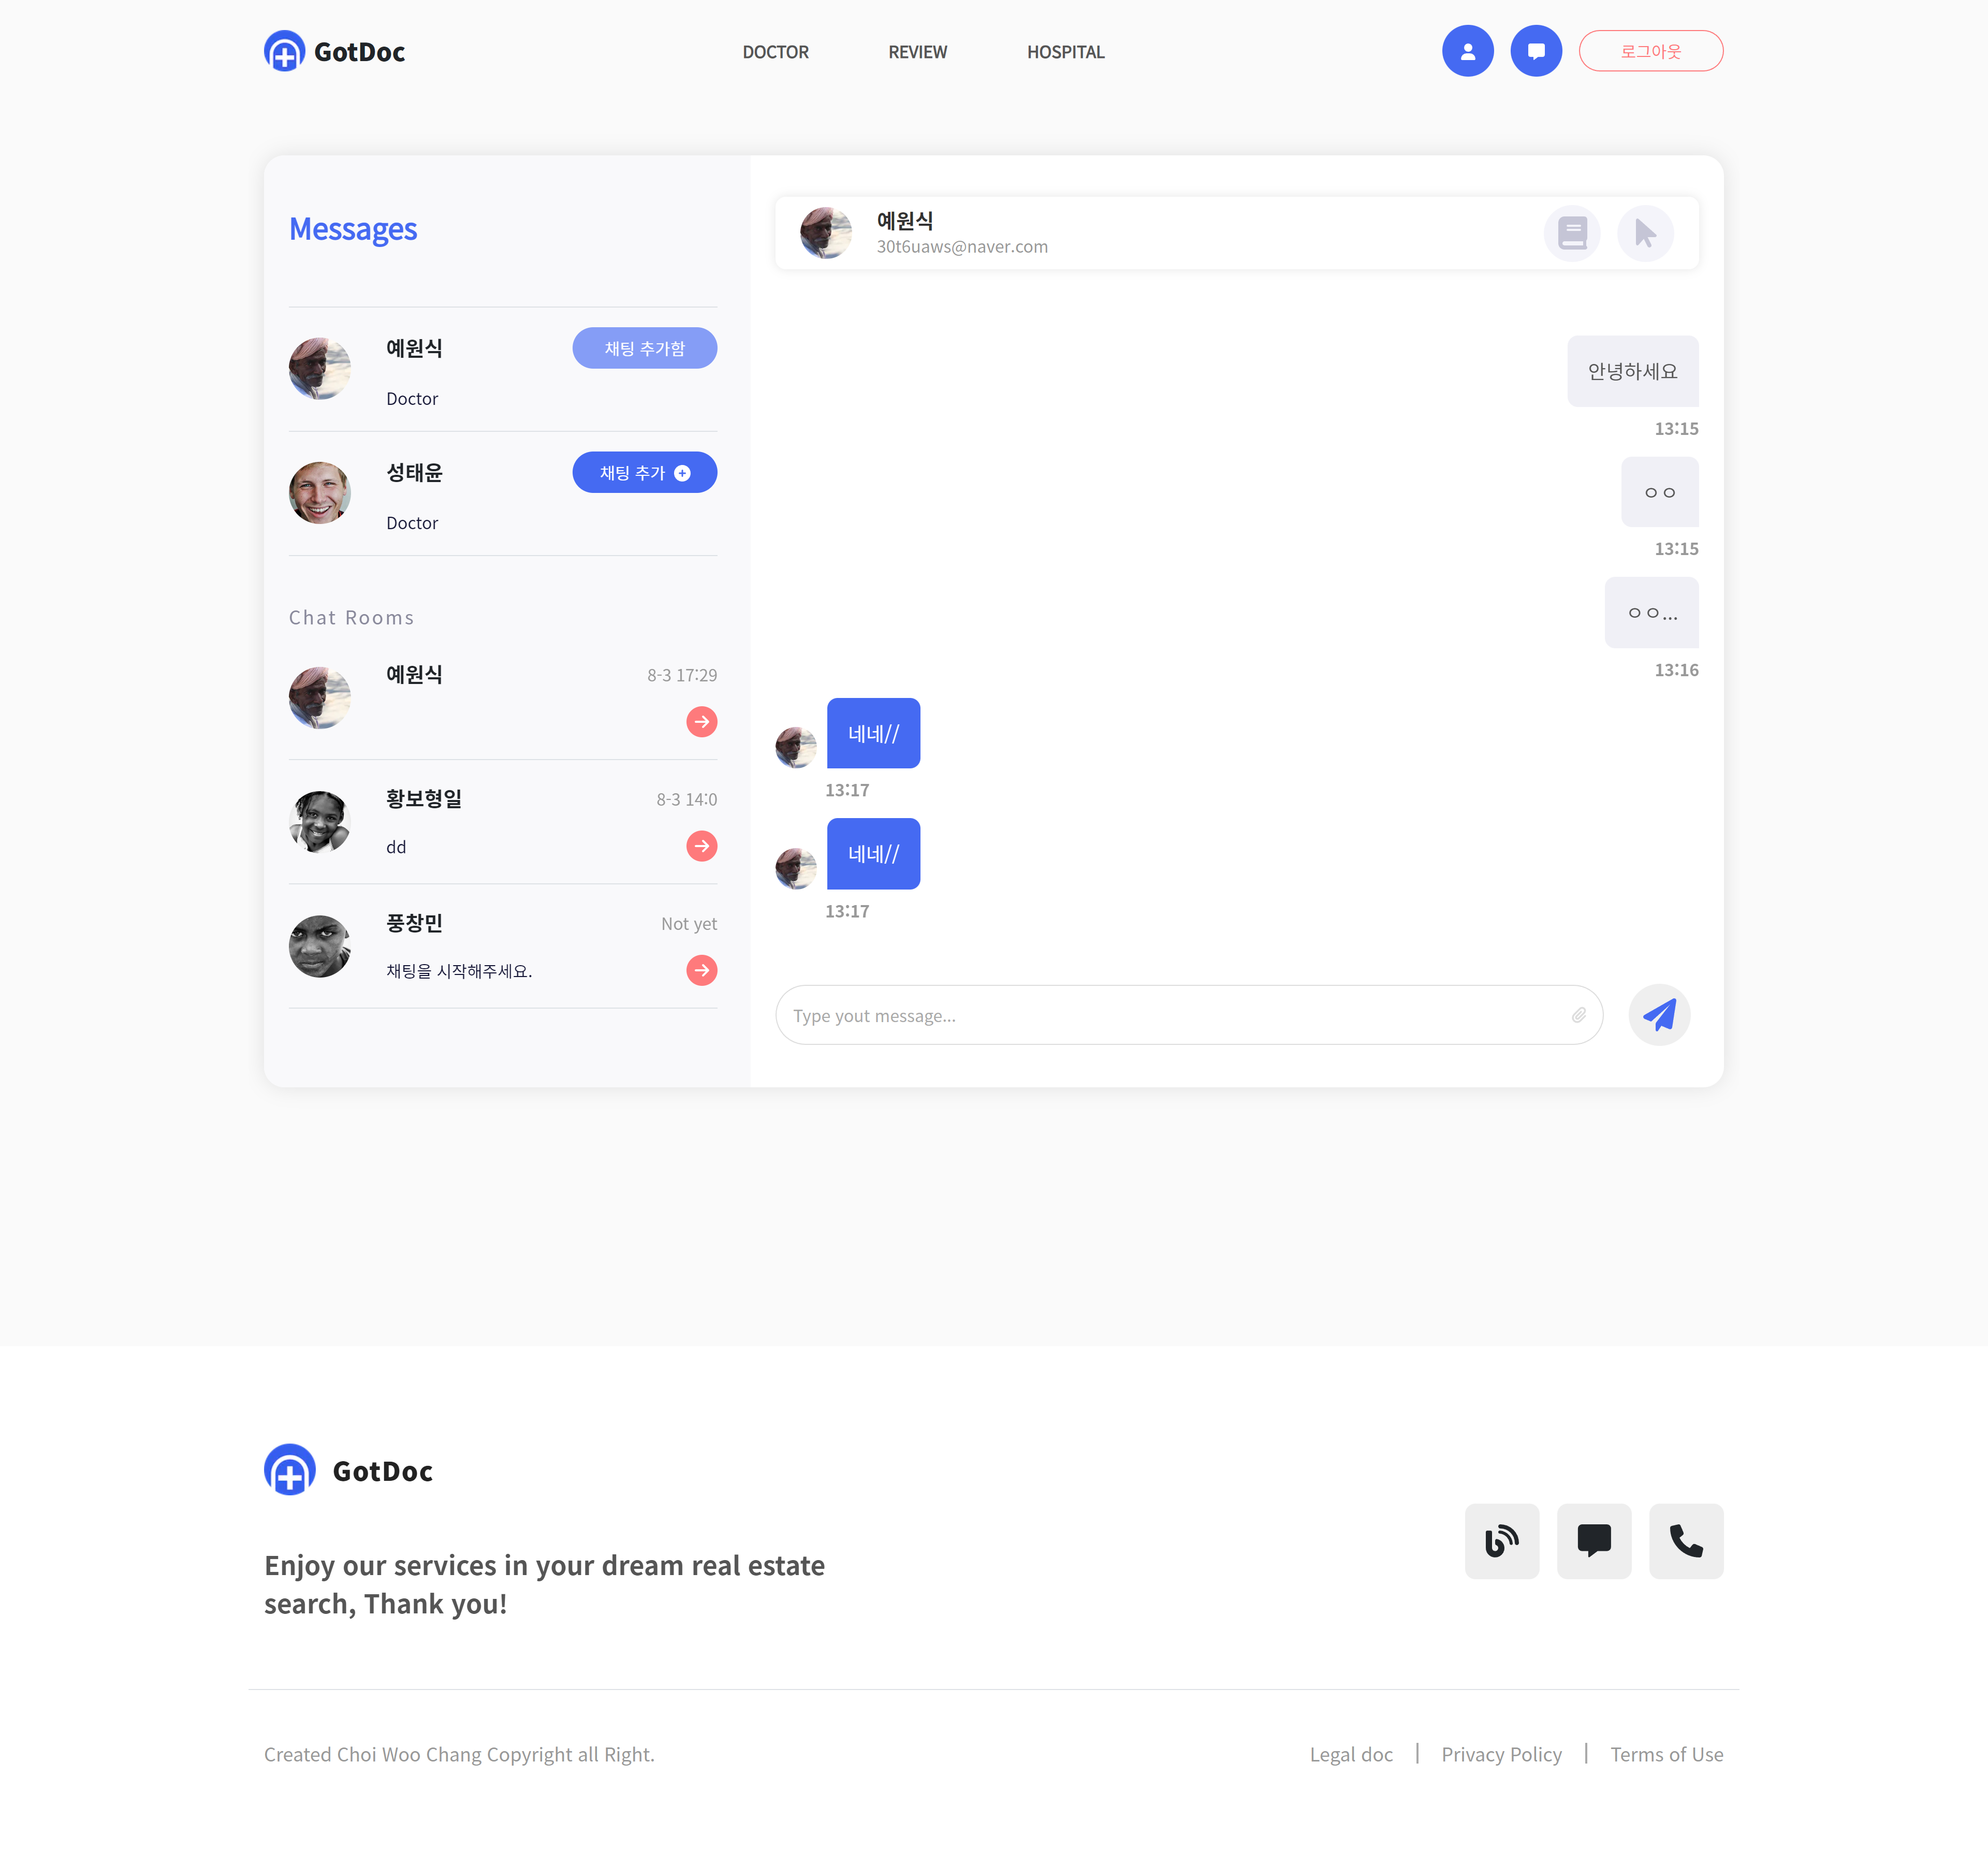 GotDoc
DOCTOR
REVIEW
HOSPITAL
로그아웃
Messages
예원식
채팅 추가함
Doctor
성태윤
채팅 추가
Doctor
Chat Rooms
예원식
8-3 17:29
황보형일
8-3 14:0
dd
풍창민
Not yet
채팅을 시작해주세요.
예원식
30t6uaws@naver.com
안녕하세요
13:15
ㅇㅇ
13:15
ㅇㅇ...
13:16
네네//
13:17
네네//
13:17
Type yout message...
GotDoc
Enjoy our services in your dream real estate
search, Thank you!
Created Choi Woo Chang Copyright all Right.
Legal doc | Privacy Policy | Terms of Use